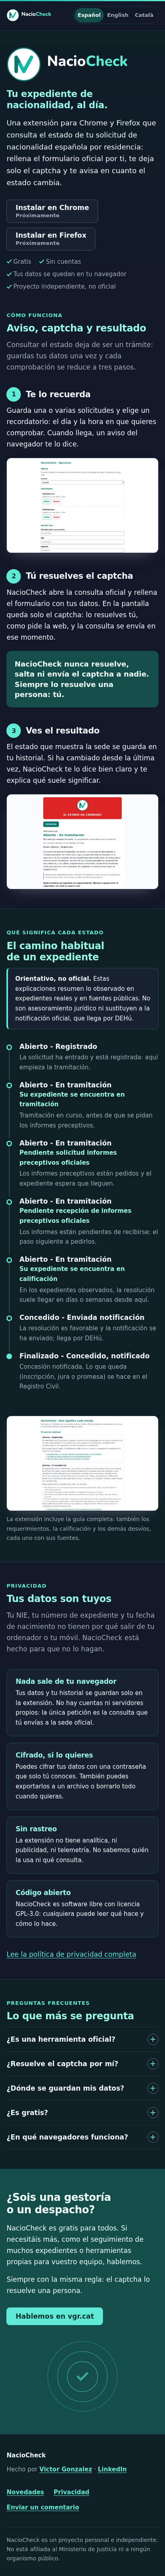 NacioCheck
Español English Català
NacioCheck
Tu expediente de
nacionalidad, al día.
Una extensión para Chrome y Firefox que
consulta el estado de tu solicitud de
nacionalidad española por residencia:
rellena el formulario oficial por ti, te deja
solo el captcha y te avisa en cuanto el
estado cambia.
Instalar en Chrome
Próximamente
Instalar en Firefox
Próximamente
Gratis Sin cuentas
Tus datos se quedan en tu navegador
Proyecto independiente, no oficial
CÓMO FUNCIONA
Aviso, captcha y resultado
Consultar el estado deja de ser un trámite:
guardas tus datos una vez y cada
comprobación se reduce a tres pasos.
1 Te lo recuerda
Guarda una o varias solicitudes y elige un
recordatorio: el día y la hora en que quieres
comprobar. Cuando llega, un aviso del
navegador te lo dice.
2 Tú resuelves el captcha
NacioCheck abre la consulta oficial y rellena
el formulario con tus datos. En la pantalla
queda solo el captcha: lo resuelves tú,
como pide la web, y la consulta se envía en
ese momento.
NacioCheck nunca resuelve,
salta ni envía el captcha a nadie.
Siempre lo resuelve una
persona: tú.
3 Ves el resultado
El estado que muestra la sede se guarda en
tu historial. Si ha cambiado desde la última
vez, NacioCheck te lo dice bien claro y te
explica qué suele significar.
EL ESTADO HA CAMBIADO
Abierto · En tramitación
QUÉ SIGNIFICA CADA ESTADO
El camino habitual
de un expediente
Orientativo, no oficial. Estas
explicaciones resumen lo observado en
expedientes reales y en fuentes públicas. No
son asesoramiento jurídico ni sustituyen a la
notificación oficial, que llega por DEHú.
Abierto - Registrado
La solicitud ha entrado y está registrada: aquí
empieza la tramitación.
Abierto - En tramitación
Su expediente se encuentra en
tramitación
Tramitación en curso, antes de que se pidan
los informes preceptivos.
Abierto - En tramitación
Pendiente solicitud informes
preceptivos oficiales
Los informes preceptivos están pedidos y el
expediente espera que lleguen.
Abierto - En tramitación
Pendiente recepción de informes
preceptivos oficiales
Los informes están pendientes de recibirse: el
paso siguiente a pedirlos.
Abierto - En tramitación
Su expediente se encuentra en
calificación
En los expedientes observados, la resolución
suele llegar en días o semanas desde aquí.
Concedido - Enviada notificación
La resolución es favorable y la notificación se
ha enviado; llega por DEHú.
Finalizado - Concedido, notificado
Concesión notificada. Lo que queda
(inscripción, jura o promesa) se hace en el
Registro Civil.
La extensión incluye la guía completa: también los
requerimientos, la calificación y los demás desvíos,
cada uno con sus fuentes.
PRIVACIDAD
Tus datos son tuyos
Tu NIE, tu número de expediente y tu fecha
de nacimiento no tienen por qué salir de tu
ordenador o tu móvil. NacioCheck está
hecho para que no lo hagan.
Nada sale de tu navegador
Tus datos y tu historial se guardan solo en
la extensión. No hay cuentas ni servidores
propios: la única petición es la consulta que
tú envías a la sede oficial.
Cifrado, si lo quieres
Puedes cifrar tus datos con una contraseña
que solo tú conoces. También puedes
exportarlos a un archivo o borrarlo todo
cuando quieras.
Sin rastreo
La extensión no tiene analítica, ni
publicidad, ni telemetría. No sabemos quién
la usa ni qué consulta.
Código abierto
NacioCheck es software libre con licencia
GPL-3.0: cualquiera puede leer qué hace y
cómo lo hace.
Lee la política de privacidad completa
PREGUNTAS FRECUENTES
Lo que más se pregunta
¿Es una herramienta oficial?
¿Resuelve el captcha por mí?
¿Dónde se guardan mis datos?
¿Es gratis?
¿En qué navegadores funciona?
¿Sois una gestoría
o un despacho?
NacioCheck es gratis para todos. Si
necesitáis más, como el seguimiento de
muchos expedientes o herramientas
propias para vuestro equipo, hablemos.
Siempre con la misma regla: el captcha lo
resuelve una persona.
Hablemos en vgr.cat
NacioCheck
Hecho por Victor Gonzalez · LinkedIn
Novedades Privacidad
Enviar un comentario
NacioCheck es un proyecto personal e independiente.
No está afiliado al Ministerio de Justicia ni a ningún
organismo público.